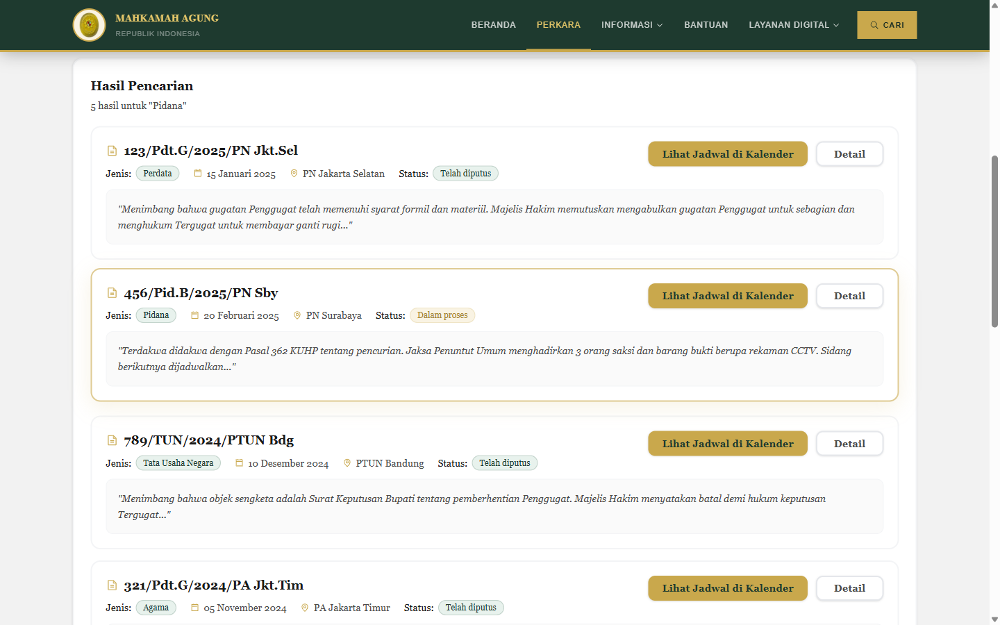 MAHKAMAH AGUNG
REPUBLIK INDONESIA
BERANDA
PERKARA
INFORMASI
BANTUAN
LAYANAN DIGITAL
CARI
Hasil Pencarian
5 hasil untuk "Pidana"
123/Pdt.G/2025/PN Jkt.Sel
Lihat Jadwal di Kalender
Detail
Jenis: Perdata 15 Januari 2025 PN Jakarta Selatan Status: Telah diputus
"Menimbang bahwa gugatan Penggugat telah memenuhi syarat formil dan materiil. Majelis Hakim memutuskan mengabulkan gugatan Penggugat untuk sebagian dan
menghukum Tergugat untuk membayar ganti rugi..."
456/Pid.B/2025/PN Sby
Lihat Jadwal di Kalender
Detail
Jenis: Pidana 20 Februari 2025 PN Surabaya Status: Dalam proses
"Terdakwa didakwa dengan Pasal 362 KUHP tentang pencurian. Jaksa Penuntut Umum menghadirkan 3 orang saksi dan barang bukti berupa rekaman CCTV. Sidang
berikutnya dijadwalkan..."
789/TUN/2024/PTUN Bdg
Lihat Jadwal di Kalender
Detail
Jenis: Tata Usaha Negara 10 Desember 2024 PTUN Bandung Status: Telah diputus
"Menimbang bahwa objek sengketa adalah Surat Keputusan Bupati tentang pemberhentian Penggugat. Majelis Hakim menyatakan batal demi hukum keputusan
Tergugat..."
321/Pdt.G/2024/PA Jkt.Tim
Lihat Jadwal di Kalender
Detail
Jenis: Agama 05 November 2024 PA Jakarta Timur Status: Telah diputus